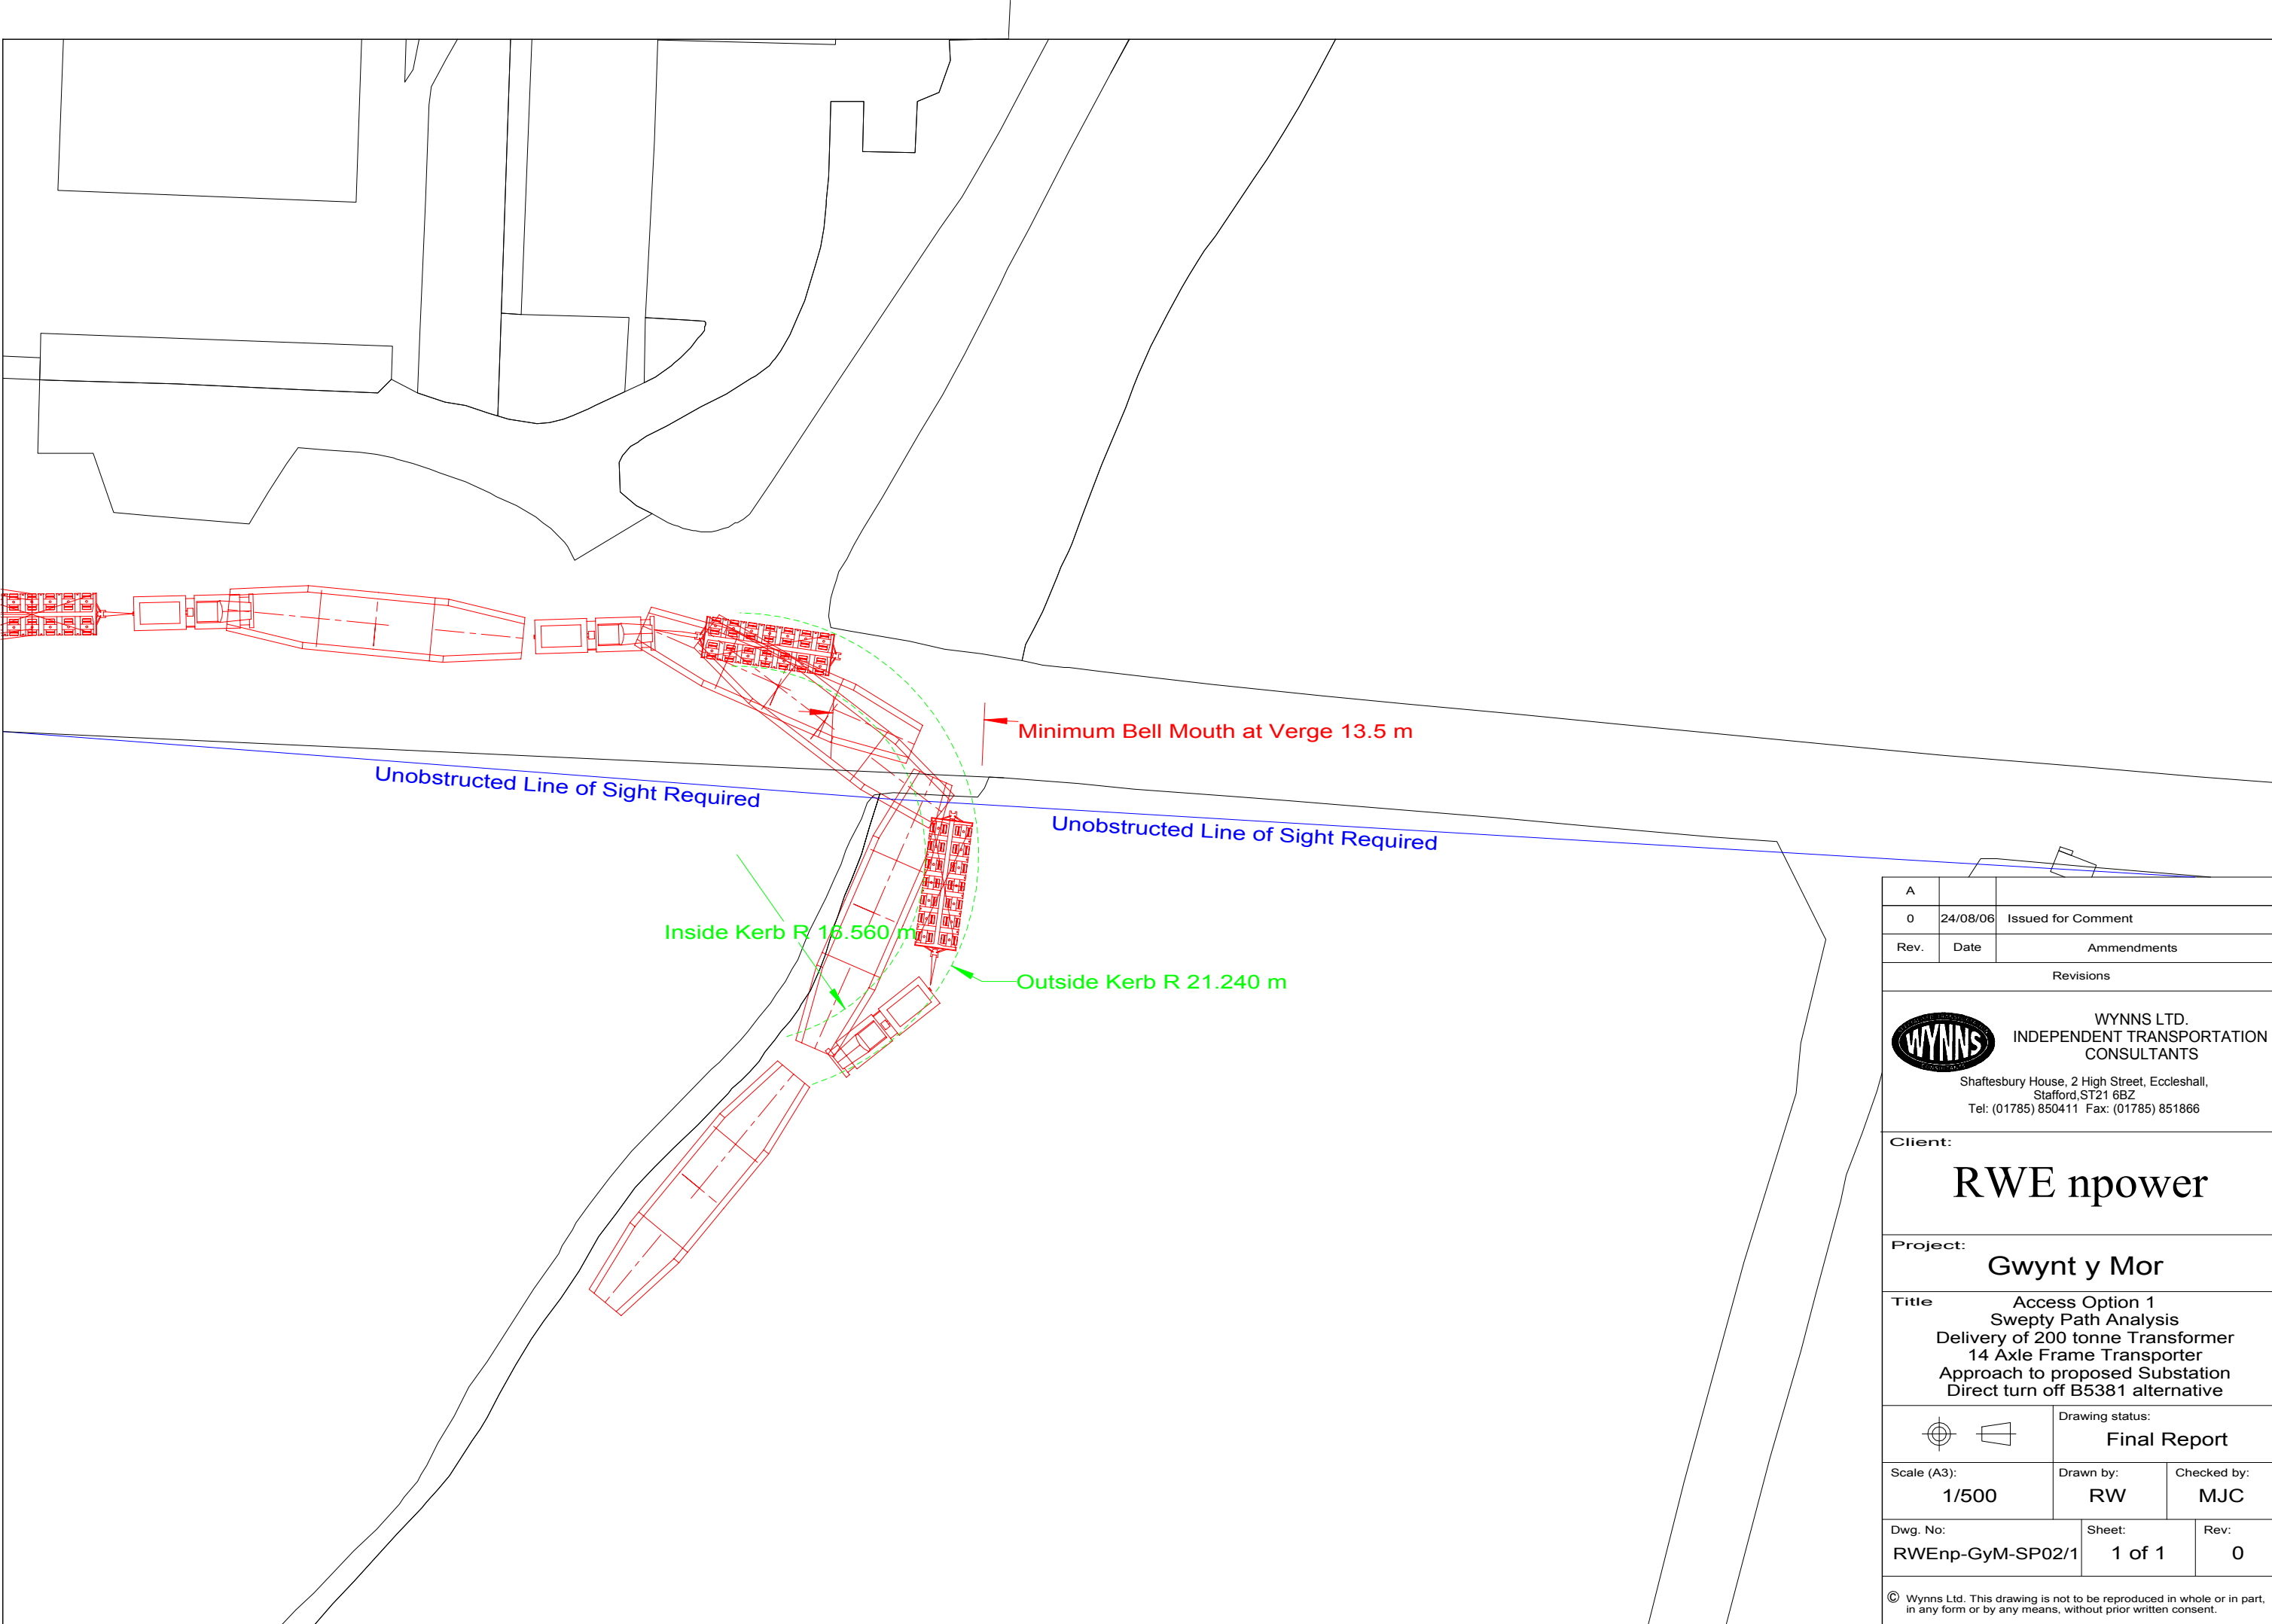 Minimum Bell Mouth at Verge 13.5 m
Unobstructed Line of Sight Required
Unobstructed Line of Sight Required
Inside Kerb R 16.560 m
Outside Kerb R 21.240 m
A
0 24/08/06 Issued for Comment
Rev. Date Ammendments
Revisions
WYNNS
WYNNS LTD.
INDEPENDENT TRANSPORTATION
CONSULTANTS
Shaftesbury House, 2 High Street, Eccleshall,
Stafford,ST21 6BZ
Tel: (01785) 850411 Fax: (01785) 851866
Client:
RWE npower
Project:
Gwynt y Mor
Title
Access Option 1
Swepty Path Analysis
Delivery of 200 tonne Transformer
14 Axle Frame Transporter
Approach to proposed Substation
Direct turn off B5381 alternative
Drawing status:
Final Report
Scale (A3):
1/500
Drawn by:
RW
Checked by:
MJC
Dwg. No:
RWEnp-GyM-SP02/1
Sheet:
1 of 1
Rev:
0
© Wynns Ltd. This drawing is not to be reproduced in whole or in part,
in any form or by any means, without prior written consent.